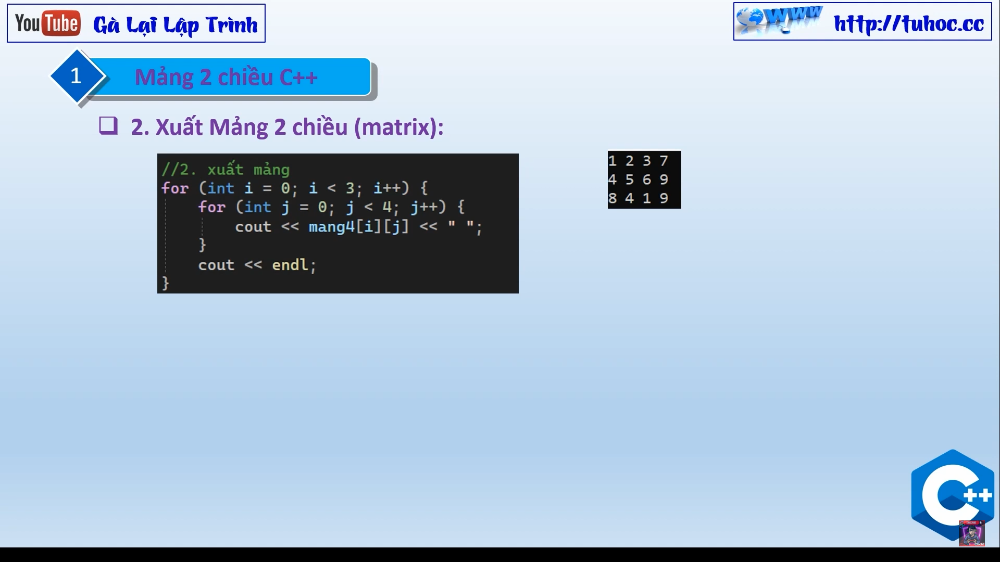 YouTube Gà Lại Lập Trình
WWW http://tuhoc.cc
1 Mảng 2 chiều C++
2. Xuất Mảng 2 chiều (matrix):
//2. xuất mảng
for (int i = 0; i < 3; i++) {
for (int j = 0; j < 4; j++) {
cout << mang4[i][j] << " ";
}
cout << endl;
}
1 2 3 7
4 5 6 9
8 4 1 9
C++
Click!